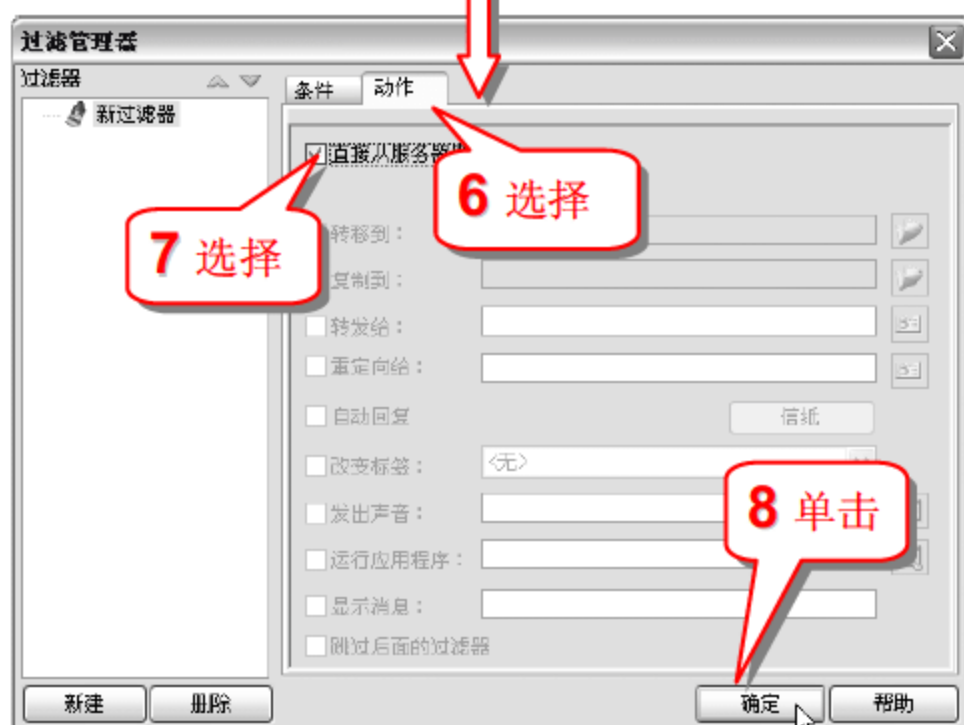 过滤管理器
过滤器
条件 动作
新过滤器
直接从服务器
6 选择
7 选择
转移到：
复制到：
转发给：
重定向给：
自动回复 信纸
改变标签： <无>
发出声音：
8 单击
运行应用程序：
显示消息：
跳过后面的过滤器
新建 删除 确定 帮助